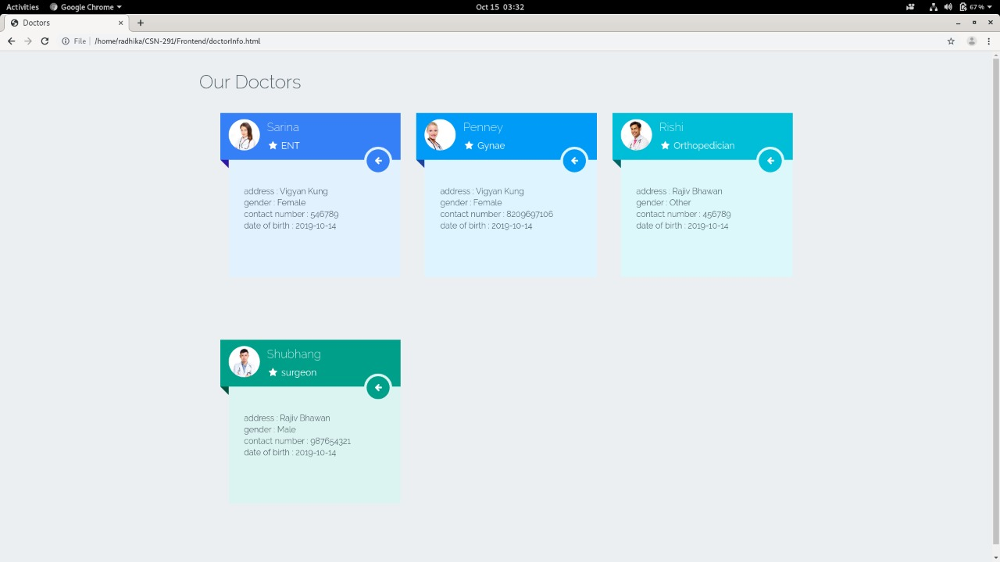 Activities Google Chrome Oct 15 03:32 67 %
Doctors
File /home/radhika/CSN-291/Frontend/doctorInfo.html
Our Doctors
Sarina
ENT
address : Vigyan Kung
gender : Female
contact number : 546789
date of birth : 2019-10-14
Penney
Gynae
address : Vigyan Kung
gender : Female
contact number : 8209697106
date of birth : 2019-10-14
Rishi
Orthopedician
address : Rajiv Bhawan
gender : Other
contact number : 456789
date of birth : 2019-10-14
Shubhang
surgeon
address : Rajiv Bhawan
gender : Male
contact number : 987654321
date of birth : 2019-10-14